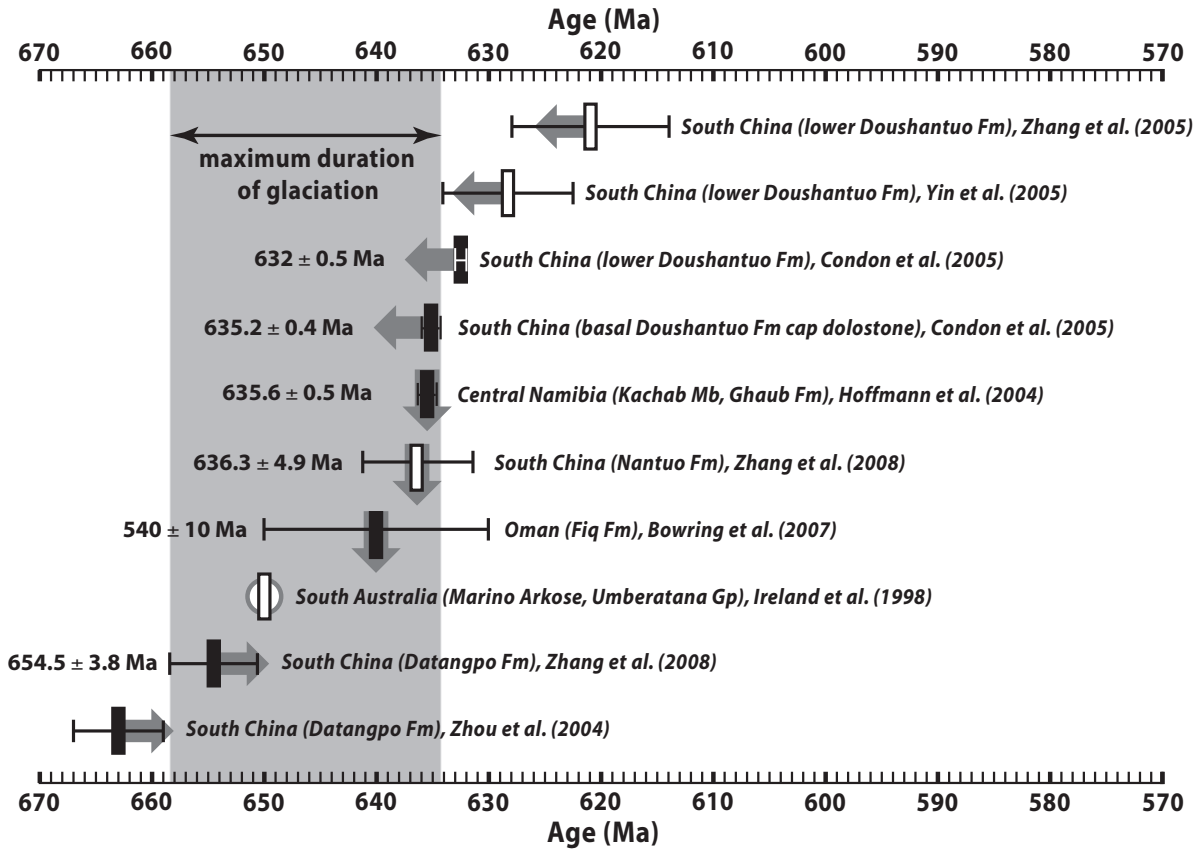 Age (Ma)
670 660 650 640 630 620 610 600 590 580 570
South China (lower Doushantuo Fm), Zhang et al. (2005)
maximum duration
of glaciation
South China (lower Doushantuo Fm), Yin et al. (2005)
632 ± 0.5 Ma South China (lower Doushantuo Fm), Condon et al. (2005)
635.2 ± 0.4 Ma South China (basal Doushantuo Fm cap dolostone), Condon et al. (2005)
635.6 ± 0.5 Ma Central Namibia (Kachab Mb, Ghaub Fm), Hoffmann et al. (2004)
636.3 ± 4.9 Ma South China (Nantuo Fm), Zhang et al. (2008)
540 ± 10 Ma Oman (Fiq Fm), Bowring et al. (2007)
South Australia (Marino Arkose, Umberatana Gp), Ireland et al. (1998)
654.5 ± 3.8 Ma South China (Datangpo Fm), Zhang et al. (2008)
South China (Datangpo Fm), Zhou et al. (2004)
670 660 650 640 630 620 610 600 590 580 570
Age (Ma)